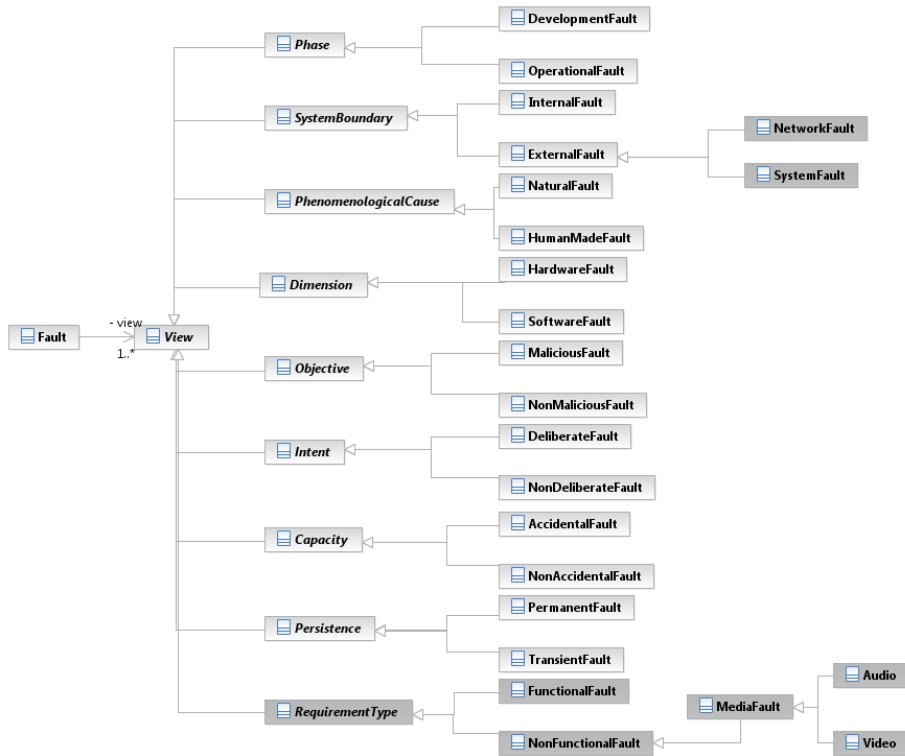 DevelopmentFault
Phase
OperationalFault
InternalFault
SystemBoundary
NetworkFault
ExternalFault
SystemFault
NaturalFault
PhenomenologicalCause
HumanMadeFault
HardwareFault
Dimension
SoftwareFault
- view
Fault
View
1..*
MaliciousFault
Objective
NonMaliciousFault
DeliberateFault
Intent
NonDeliberateFault
AccidentalFault
Capacity
NonAccidentalFault
PermanentFault
Persistence
TransientFault
Audio
FunctionalFault
MediaFault
RequirementType
NonFunctionalFault
Video